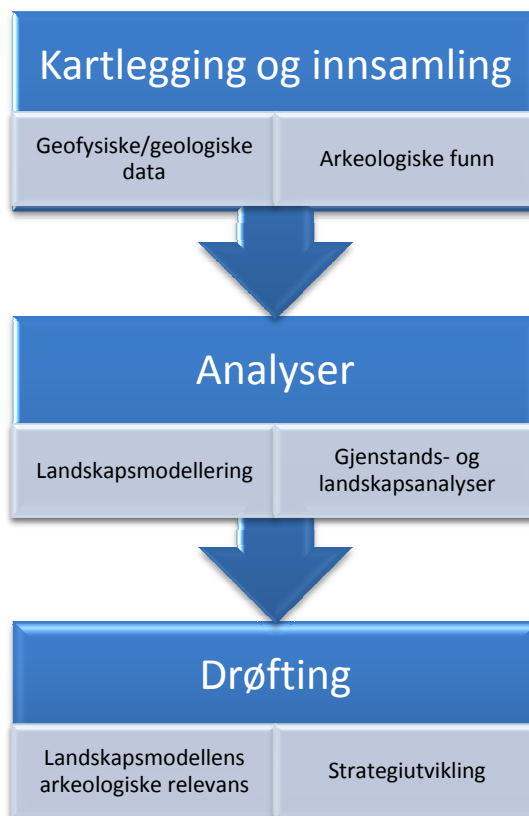 Kartlegging og innsamling
Geofysiske/geologiske
data
Arkeologiske funn
Analyser
Landskapsmodellering
Gjenstands- og
landskapsanalyser
Drøfting
Landskapsmodellens
arkeologiske relevans
Strategiutvikling